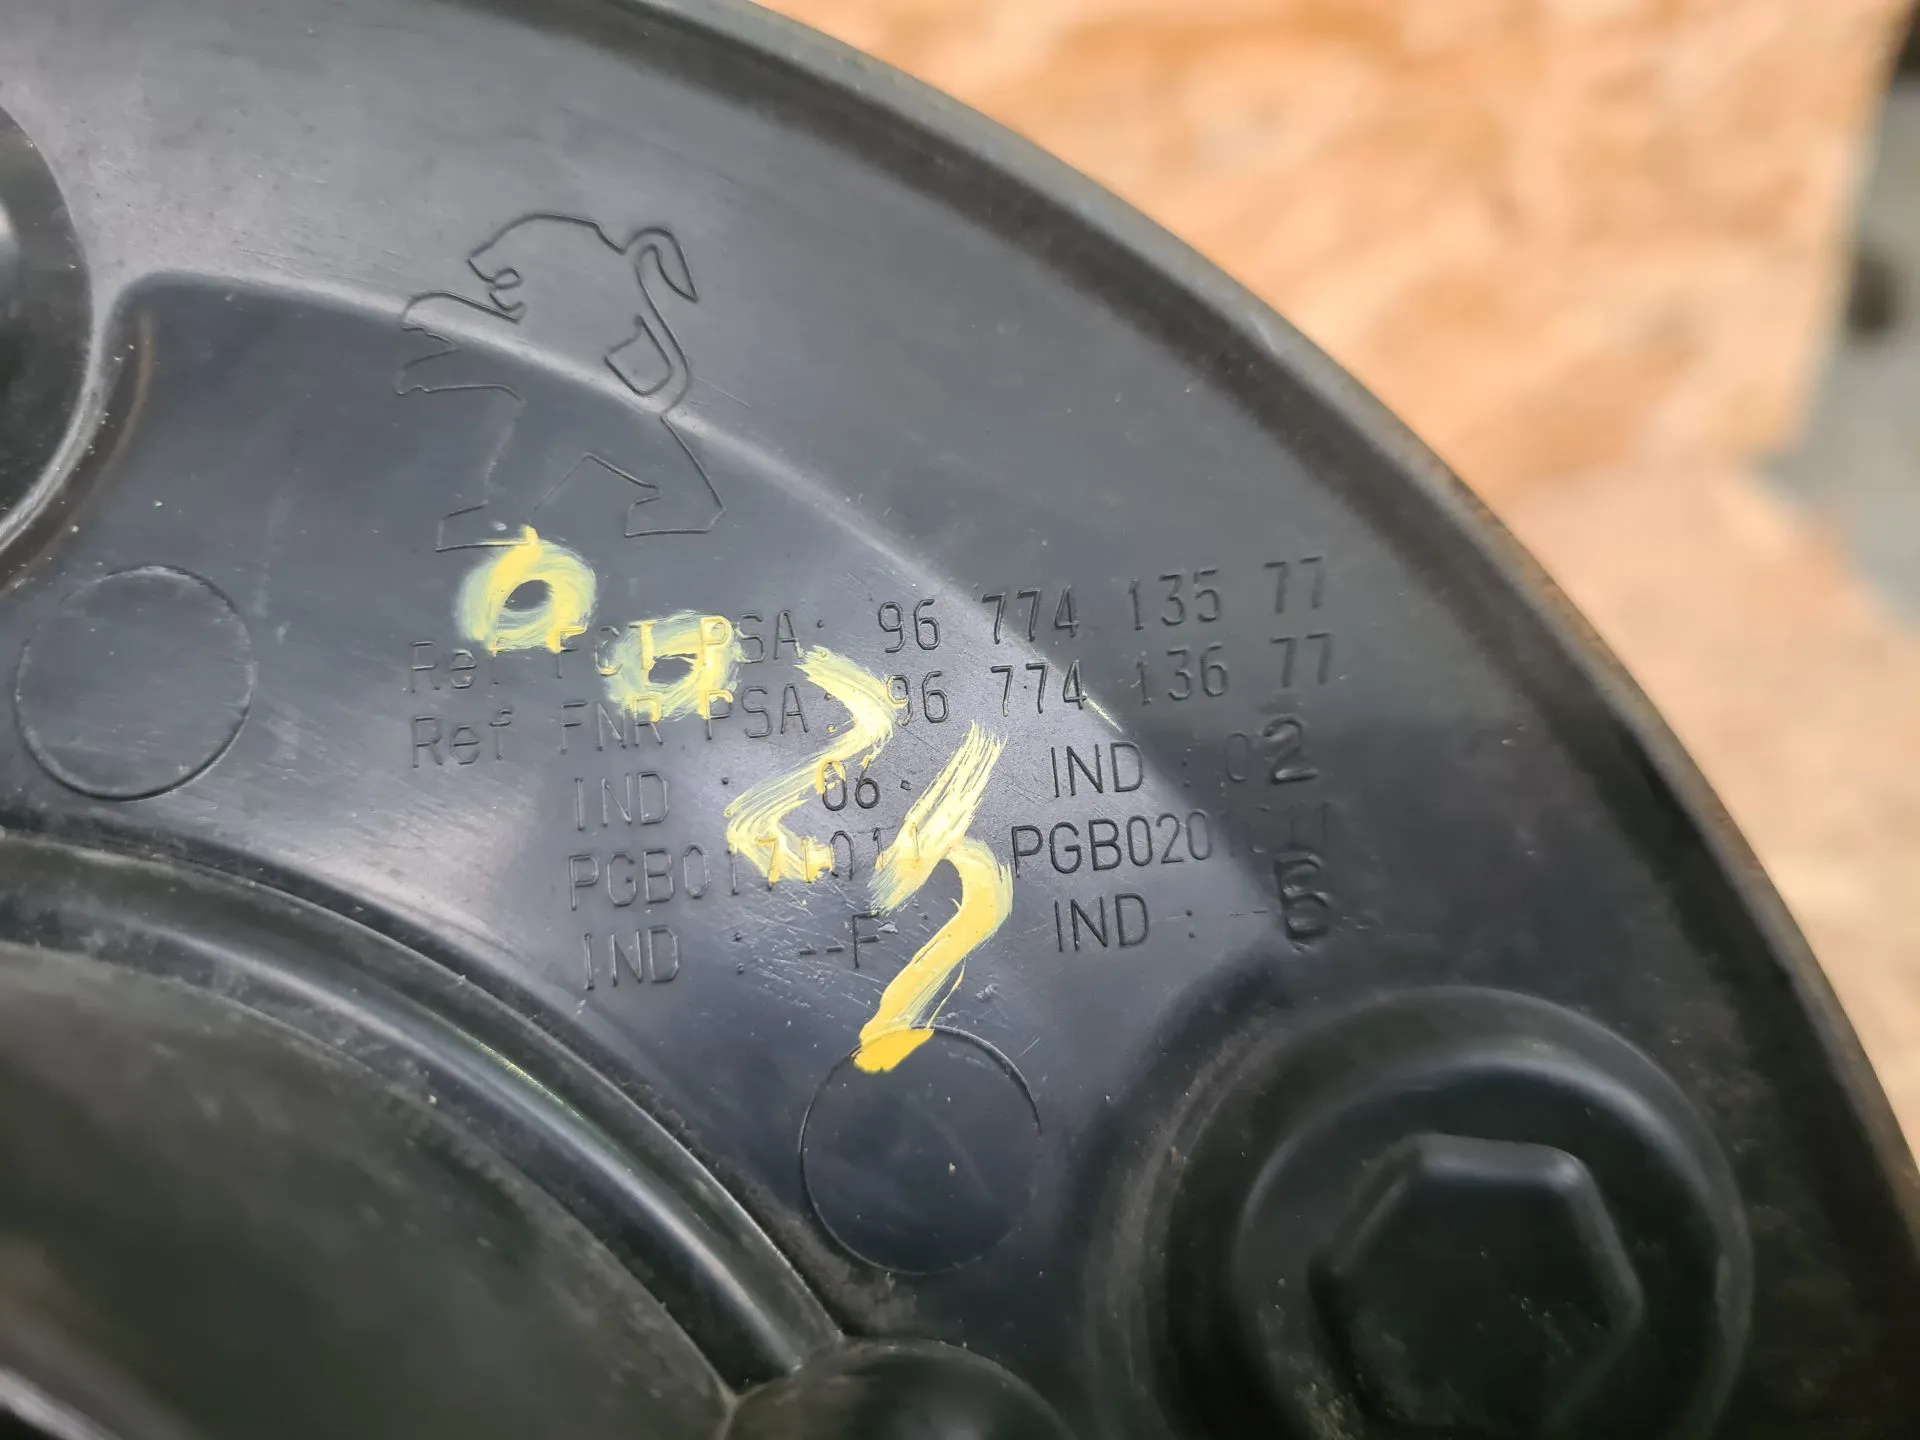 Ref FCT PSA: 96 774 135 77
Ref FNR PSA: 96 774 136 77
IND : 06. IND : 02
PGB020
IND : --F IND :